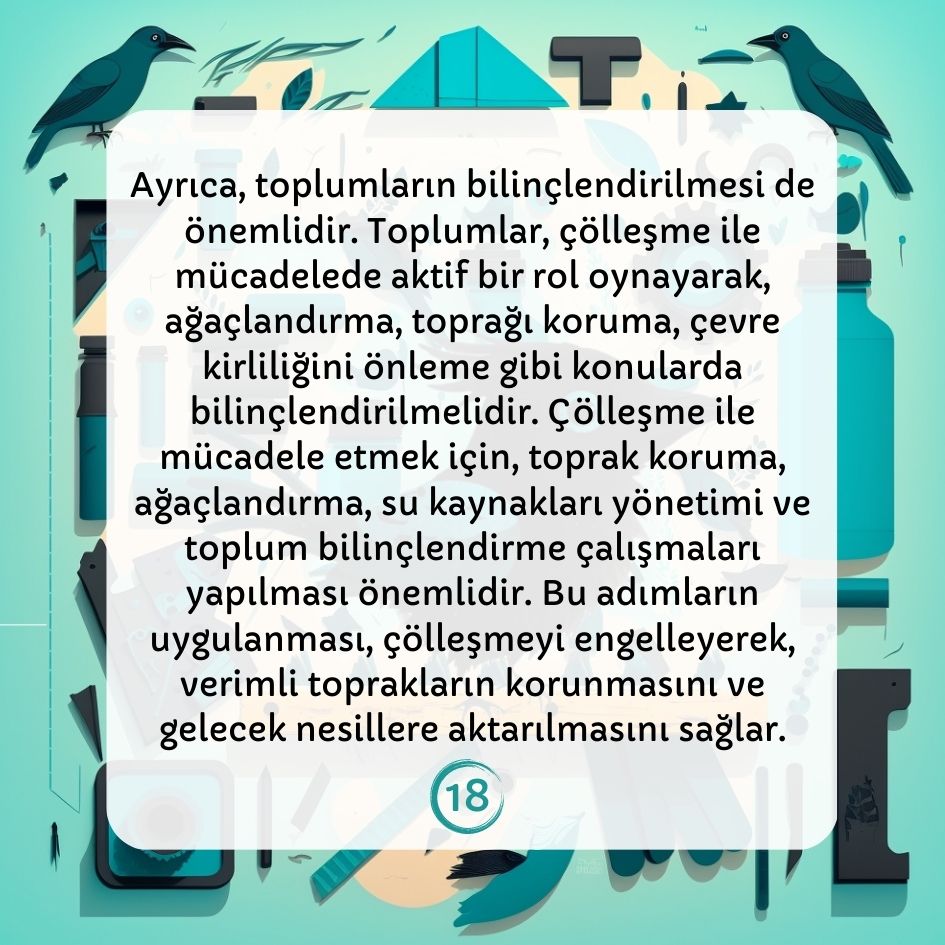 Ayrıca, toplumların bilinçlendirilmesi de
önemlidir. Toplumlar, çölleşme ile
mücadelede aktif bir rol oynayarak,
ağaçlandırma, toprağı koruma, çevre
kirliliğini önleme gibi konularda
bilinçlendirilmelidir. Çölleşme ile
mücadele etmek için, toprak koruma,
ağaçlandırma, su kaynakları yönetimi ve
toplum bilinçlendirme çalışmaları
yapılması önemlidir. Bu adımların
uygulanması, çölleşmeyi engelleyerek,
verimli toprakların korunmasını ve
gelecek nesillere aktarılmasını sağlar.
18